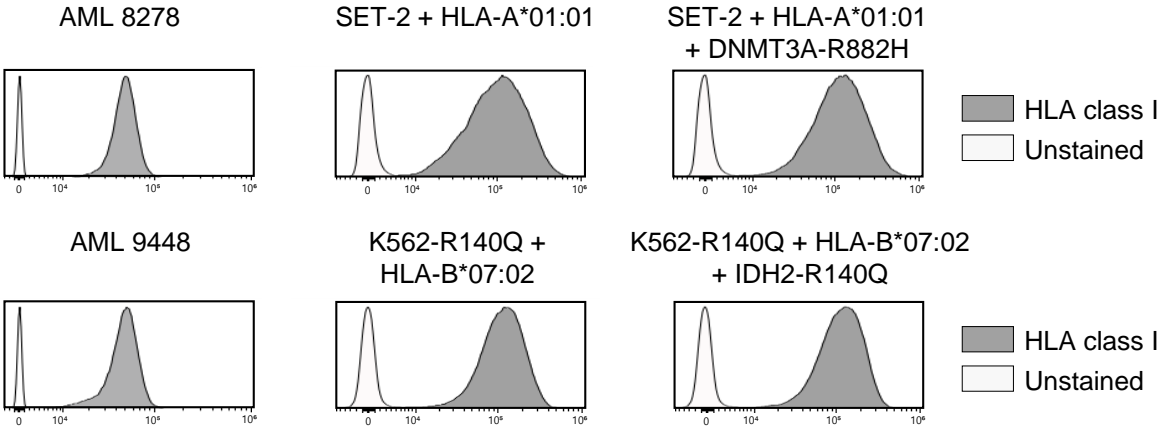 AML 8278
SET-2 + HLA-A*01:01
SET-2 + HLA-A*01:01
+ DNMT3A-R882H
HLA class I
Unstained
0 10⁴ 10⁵ 10⁶
0 10⁴ 10⁵ 10⁶
0 10⁴ 10⁵ 10⁶
AML 9448
K562-R140Q +
HLA-B*07:02
K562-R140Q + HLA-B*07:02
+ IDH2-R140Q
HLA class I
Unstained
0 10⁴ 10⁵ 10⁶
0 10⁴ 10⁵ 10⁶
0 10⁴ 10⁵ 10⁶